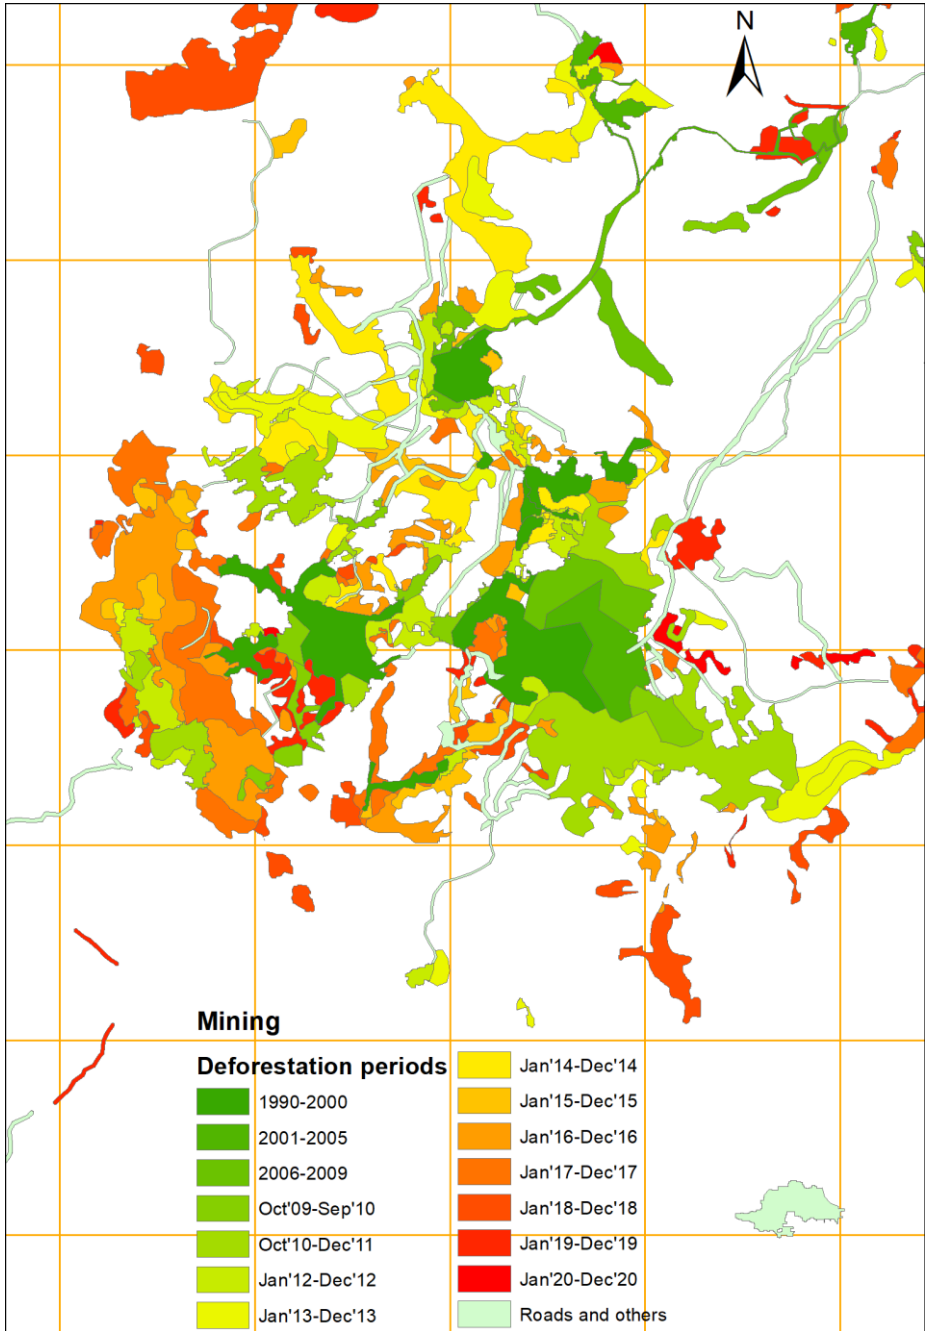 N
Mining
Deforestation periods
1990-2000
2001-2005
2006-2009
Oct'09-Sep'10
Oct'10-Dec'11
Jan'12-Dec'12
Jan'13-Dec'13
Jan'14-Dec'14
Jan'15-Dec'15
Jan'16-Dec'16
Jan'17-Dec'17
Jan'18-Dec'18
Jan'19-Dec'19
Jan'20-Dec'20
Roads and others